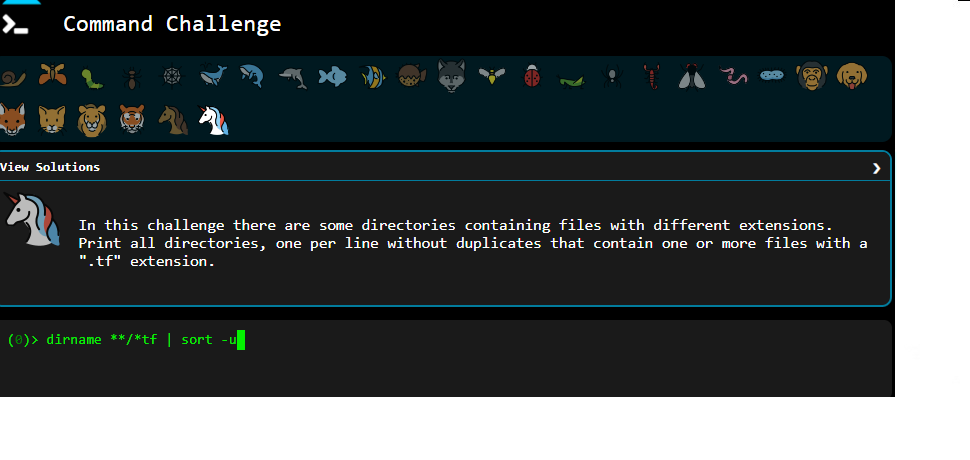 Command Challenge
View Solutions
In this challenge there are some directories containing files with different extensions.
Print all directories, one per line without duplicates that contain one or more files with a
".tf" extension.
(0)> dirname **/*tf | sort -u